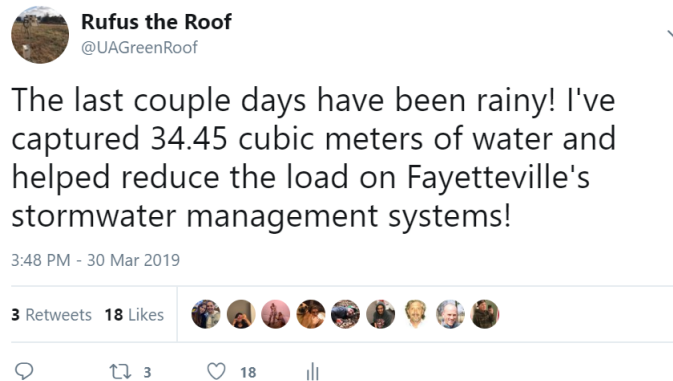 Rufus the Roof
@UAGreenRoof
The last couple days have been rainy! I've
captured 34.45 cubic meters of water and
helped reduce the load on Fayetteville's
stormwater management systems!
3:48 PM - 30 Mar 2019
3 Retweets 18 Likes
3 18